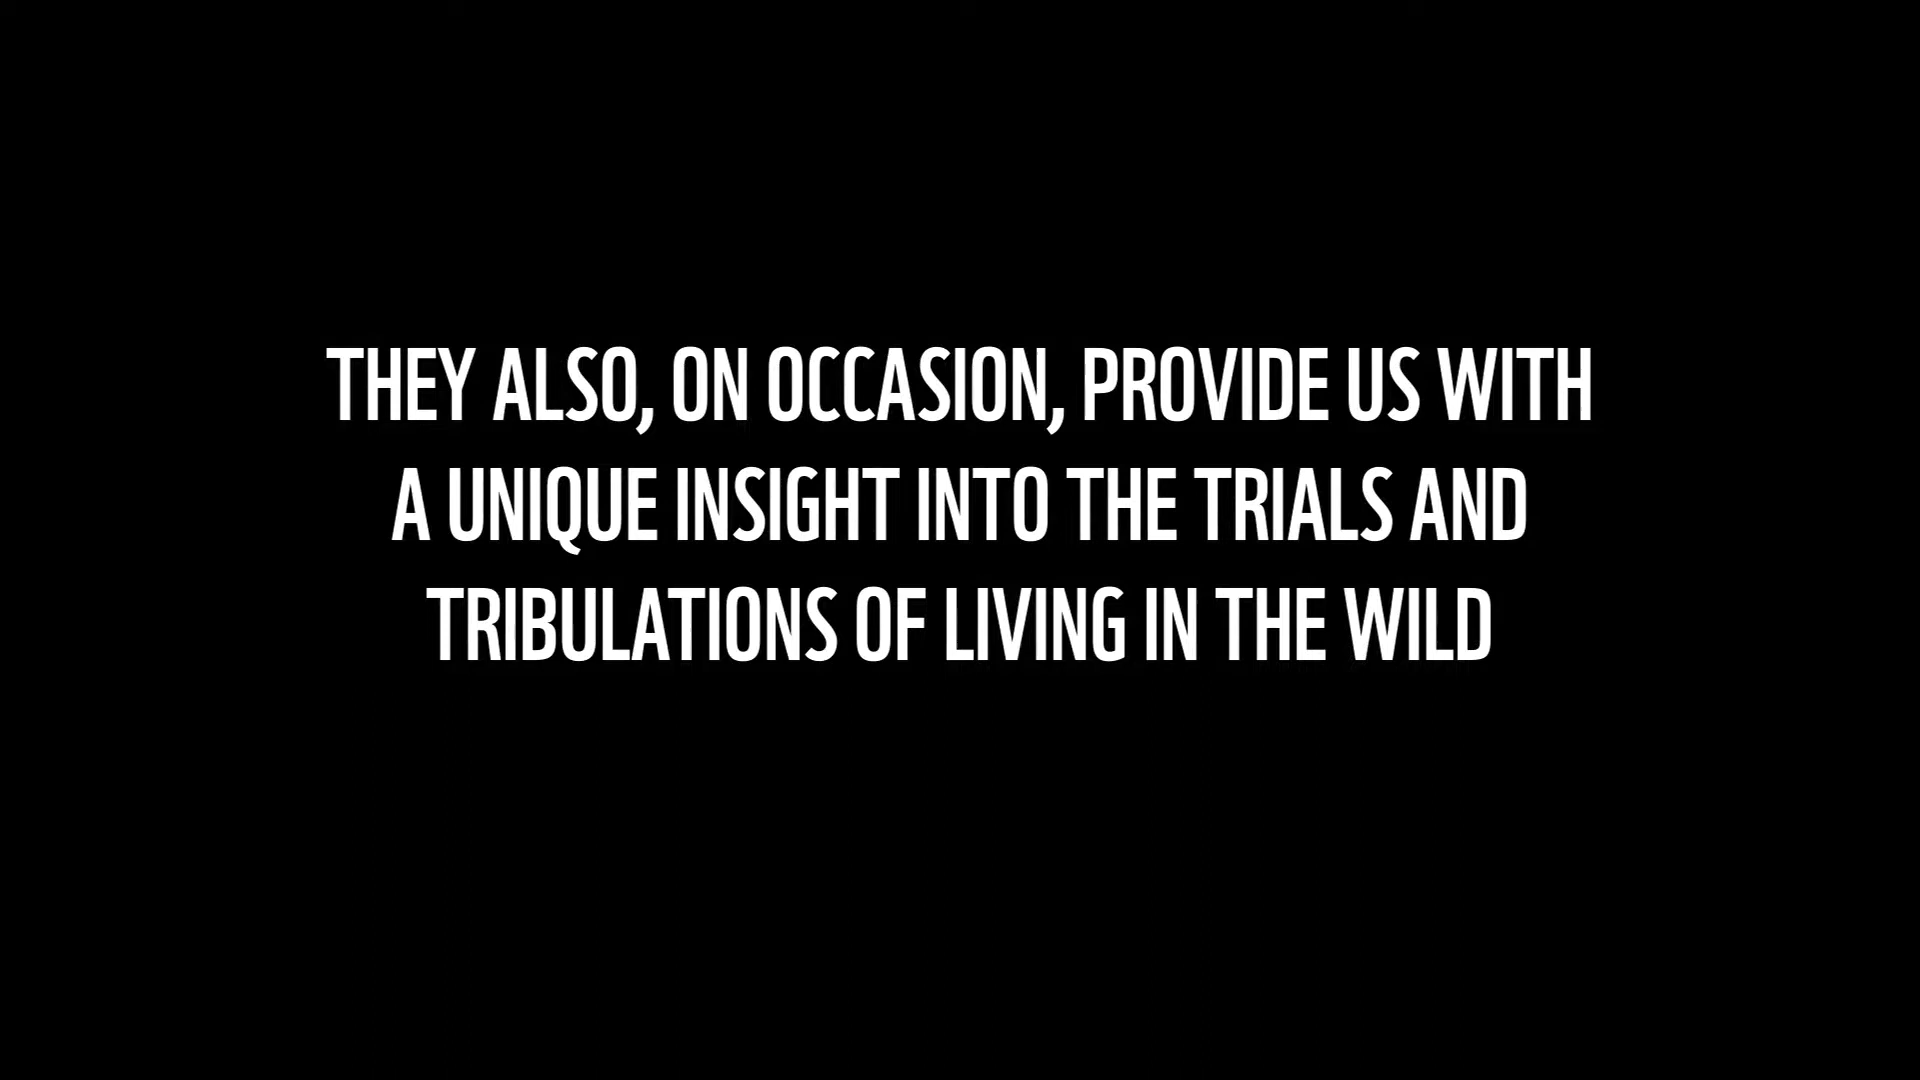 THEY ALSO, ON OCCASION, PROVIDE US WITH
A UNIQUE INSIGHT INTO THE TRIALS AND
TRIBULATIONS OF LIVING IN THE WILD